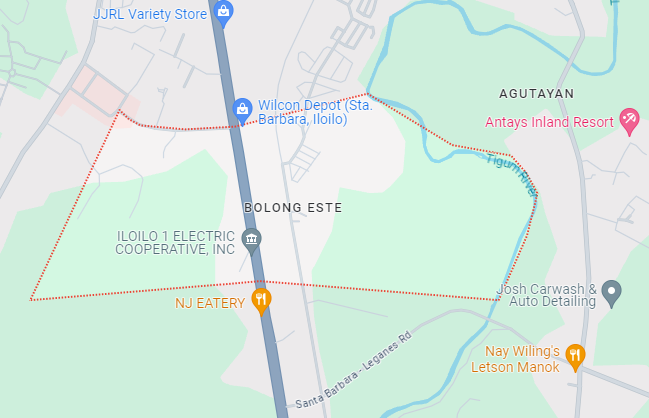 JJRL Variety Store
AGUTAYAN
Wilcon Depot (Sta.
Barbara, Iloilo)
Antays Inland Resort
Tigum River
BOLONG ESTE
ILOILO 1 ELECTRIC
COOPERATIVE, INC
Josh Carwash &
Auto Detailing
NJ EATERY
Santa Barbara - Leganes Rd
Nay Wiling's
Letson Manok